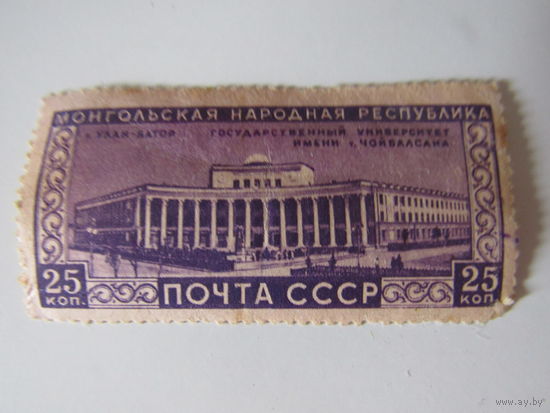 МОНГОЛЬСКАЯ НАРОДНАЯ РЕСПУБЛИКА
г. УЛАН-БАТОР ГОСУДАРСТВЕННЫЙ УНИВЕРСИТЕТ
ИМЕНИ г. ЧОЙБАЛСАНА
25 КОП. ПОЧТА СССР 25 КОП.
www.ay.by